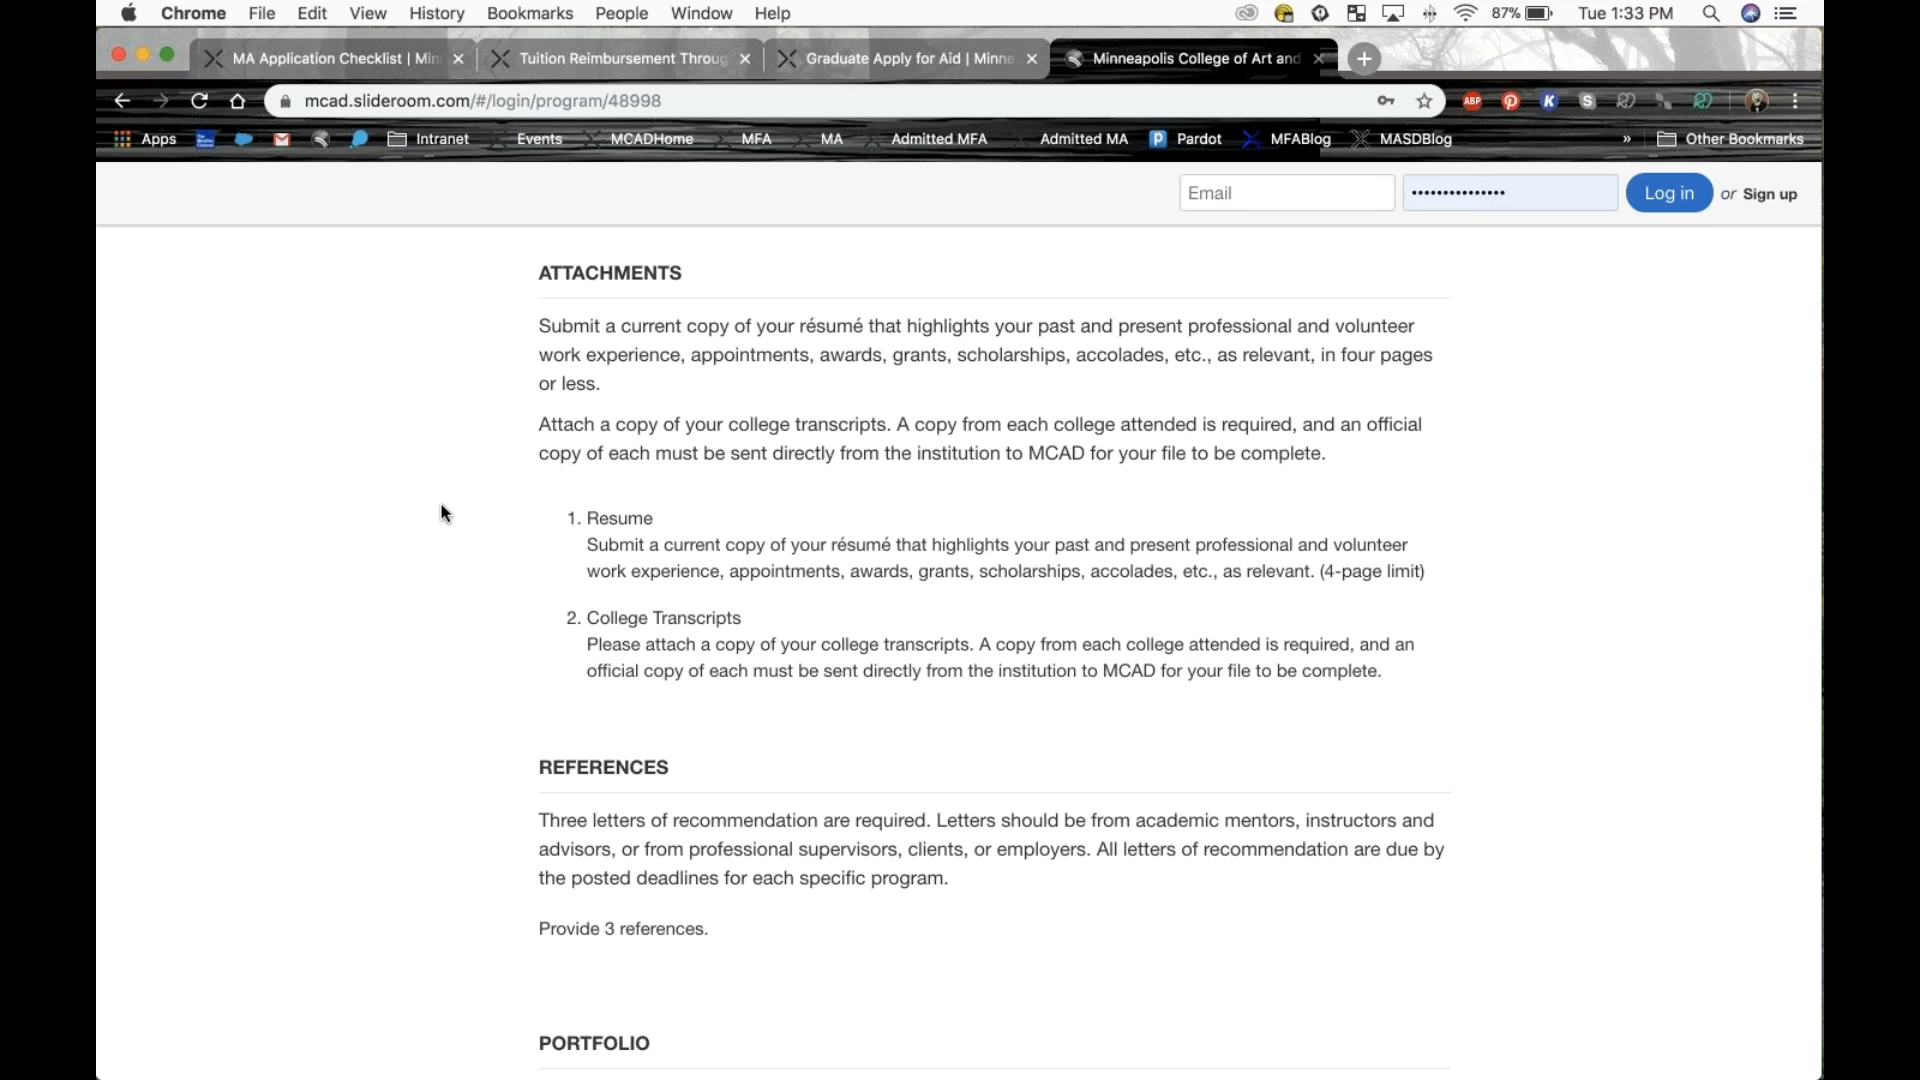 Chrome File Edit View History Bookmarks People Window Help 87% Tue 1:33 PM
MA Application Checklist | Min Tuition Reimbursement Throug Graduate Apply for Aid | Minne Minneapolis College of Art and
mcad.slideroom.com/#/login/program/48998 ABP K S
Apps Intranet Events MCADHome MFA MA Admitted MFA Admitted MA P Pardot MFABlog MASDBlog » Other Bookmarks
Email •••••••••••••• Log in or Sign up
ATTACHMENTS
Submit a current copy of your résumé that highlights your past and present professional and volunteer
work experience, appointments, awards, grants, scholarships, accolades, etc., as relevant, in four pages
or less.
Attach a copy of your college transcripts. A copy from each college attended is required, and an official
copy of each must be sent directly from the institution to MCAD for your file to be complete.
1. Resume
Submit a current copy of your résumé that highlights your past and present professional and volunteer
work experience, appointments, awards, grants, scholarships, accolades, etc., as relevant. (4-page limit)
2. College Transcripts
Please attach a copy of your college transcripts. A copy from each college attended is required, and an
official copy of each must be sent directly from the institution to MCAD for your file to be complete.
REFERENCES
Three letters of recommendation are required. Letters should be from academic mentors, instructors and
advisors, or from professional supervisors, clients, or employers. All letters of recommendation are due by
the posted deadlines for each specific program.
Provide 3 references.
PORTFOLIO